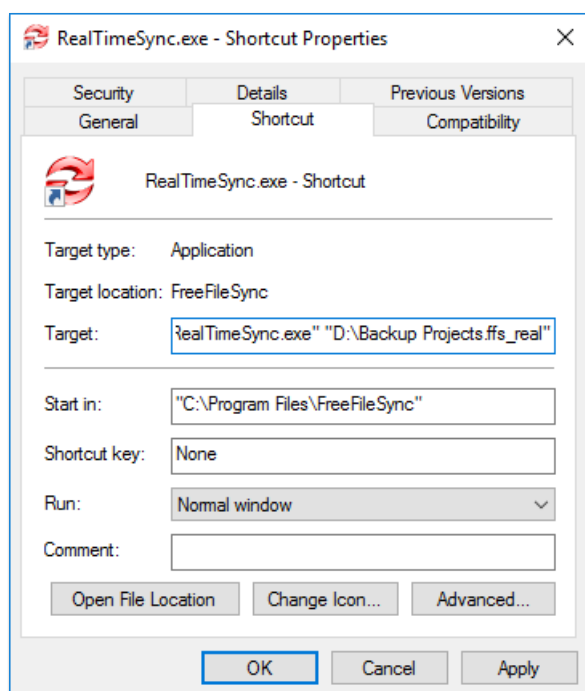 RealTimeSync.exe - Shortcut Properties
Security Details Previous Versions
General Shortcut Compatibility
RealTimeSync.exe - Shortcut
Target type: Application
Target location: FreeFileSync
Target: RealTimeSync.exe" "D:\Backup Projects.ffs_real"
Start in: "C:\Program Files\FreeFileSync"
Shortcut key: None
Run: Normal window
Comment:
Open File Location Change Icon... Advanced...
OK Cancel Apply